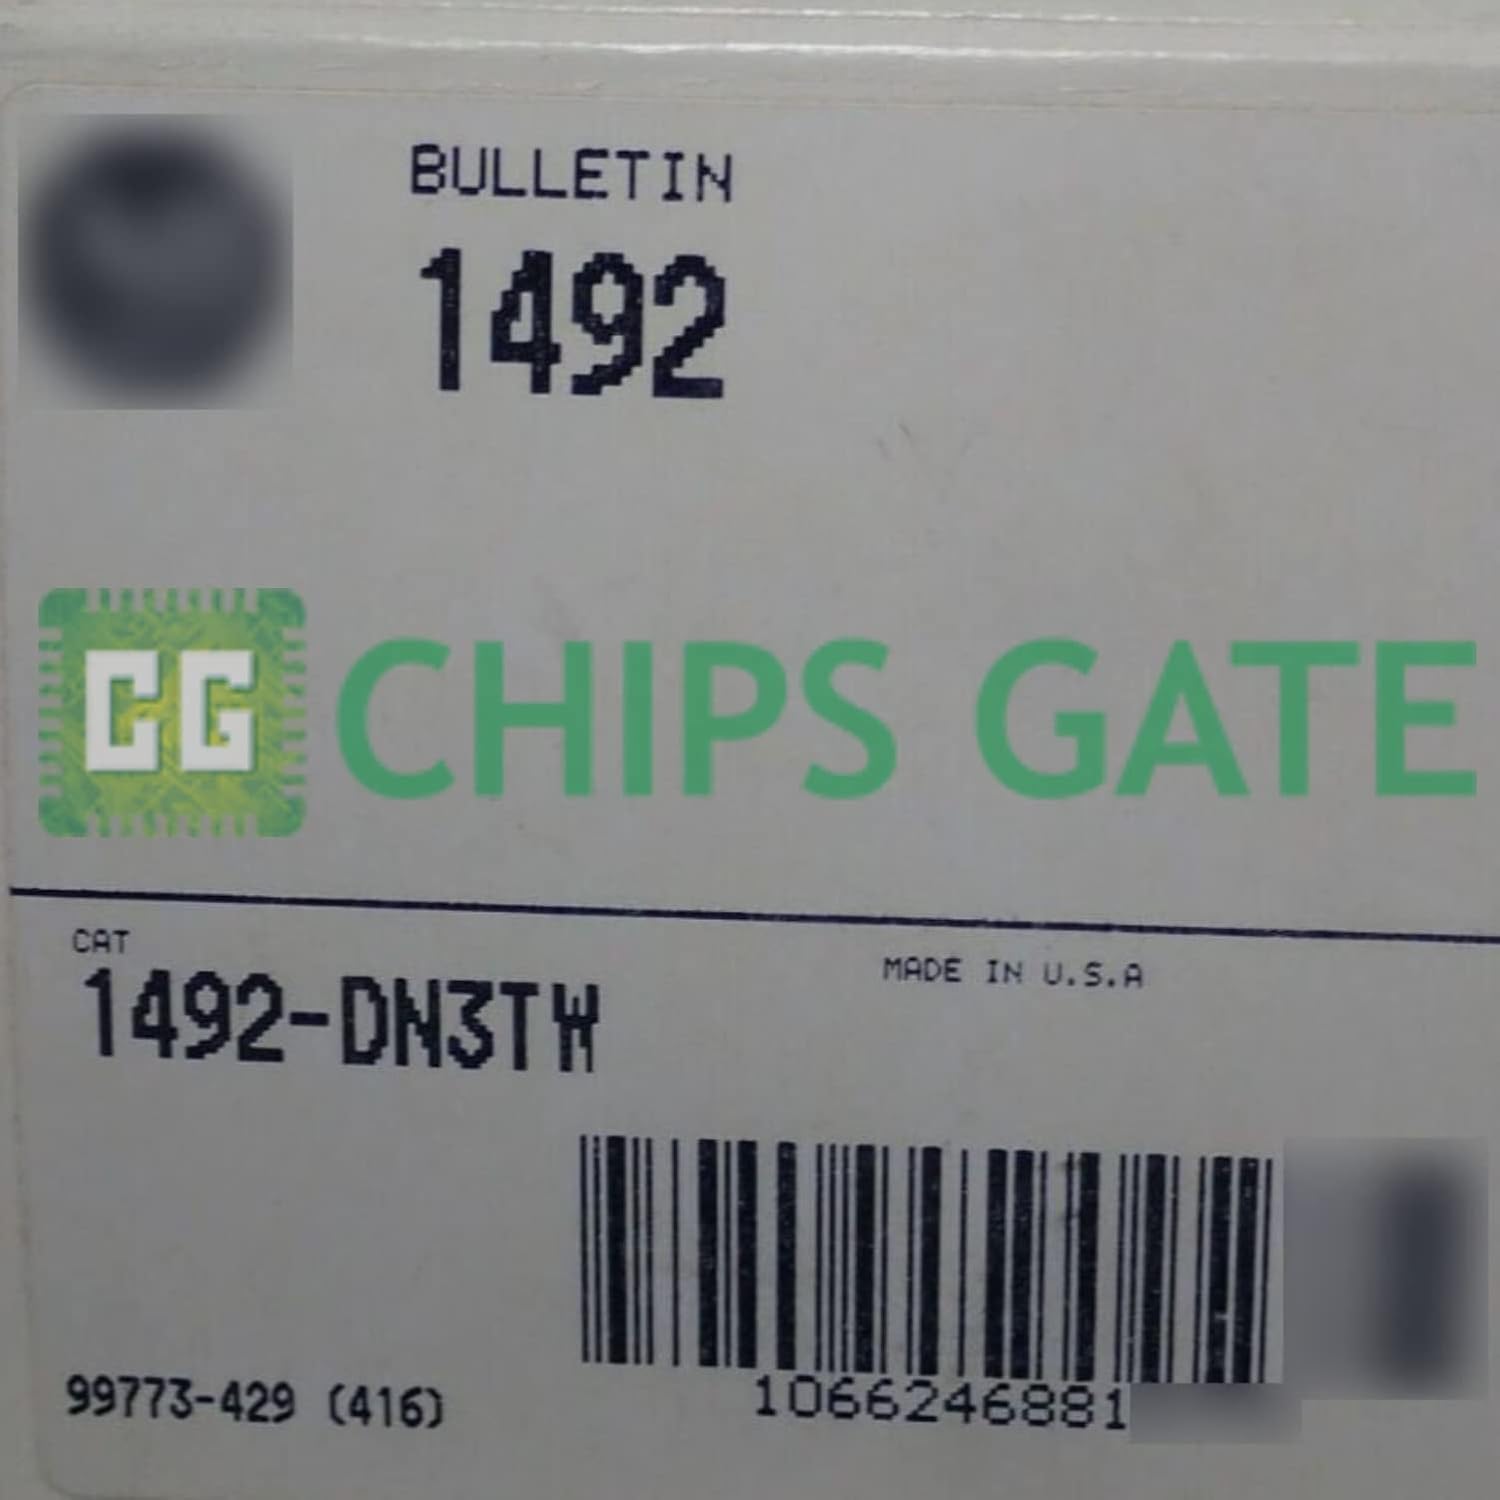 BULLETIN
1492
CG CHIPS GATE
CAT
1492-DN3TW
MADE IN U.S.A
99773-429 (416)
1066246881